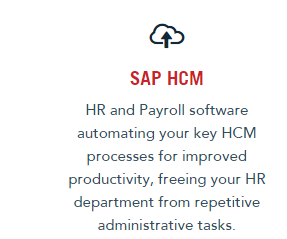 SAP HCM
HR and Payroll software
automating your key HCM
processes for improved
productivity, freeing your HR
department from repetitive
administrative tasks.